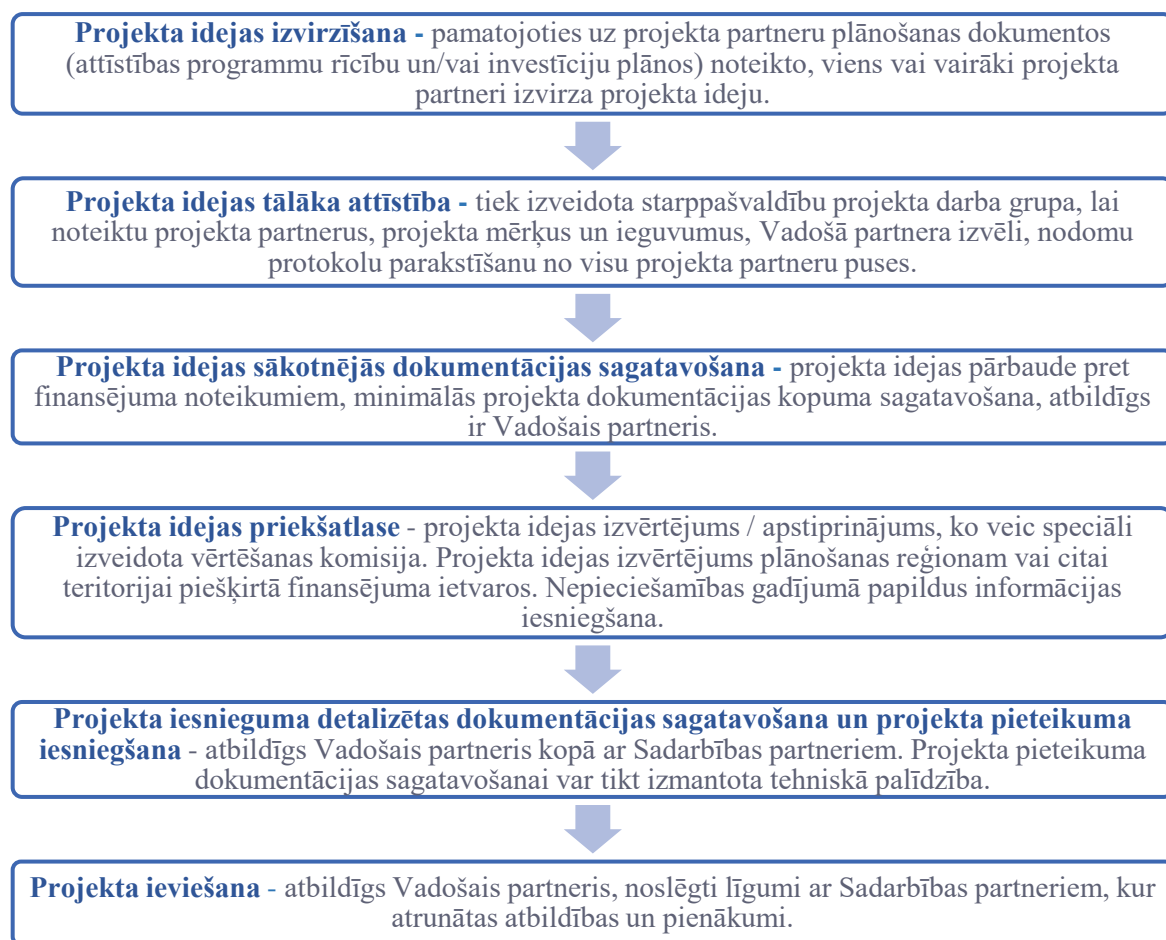 Projekta idejas izvirzīšana - pamatojoties uz projekta partneru plānošanas dokumentos
(attīstības programmu rīcību un/vai investīciju plānos) noteikto, viens vai vairāki projekta
partneri izvirza projekta ideju.
Projekta idejas tālāka attīstība - tiek izveidota starppašvaldību projekta darba grupa, lai
noteiktu projekta partnerus, projekta mērķus un ieguvumus, Vadošā partnera izvēli, nodomu
protokolu parakstīšanu no visu projekta partneru puses.
Projekta idejas sākotnējās dokumentācijas sagatavošana - projekta idejas pārbaude pret
finansējuma noteikumiem, minimālās projekta dokumentācijas kopuma sagatavošana, atbildīgs
ir Vadošais partneris.
Projekta idejas priekšatlase - projekta idejas izvērtējums / apstiprinājums, ko veic speciāli
izveidota vērtēšanas komisija. Projekta idejas izvērtējums plānošanas reģionam vai citai
teritorijai piešķirtā finansējuma ietvaros. Nepieciešamības gadījumā papildus informācijas
iesniegšana.
Projekta iesnieguma detalizētas dokumentācijas sagatavošana un projekta pieteikuma
iesniegšana - atbildīgs Vadošais partneris kopā ar Sadarbības partneriem. Projekta pieteikuma
dokumentācijas sagatavošanai var tikt izmantota tehniskā palīdzība.
Projekta ieviešana - atbildīgs Vadošais partneris, noslēgti līgumi ar Sadarbības partneriem, kur
atrunātas atbildības un pienākumi.